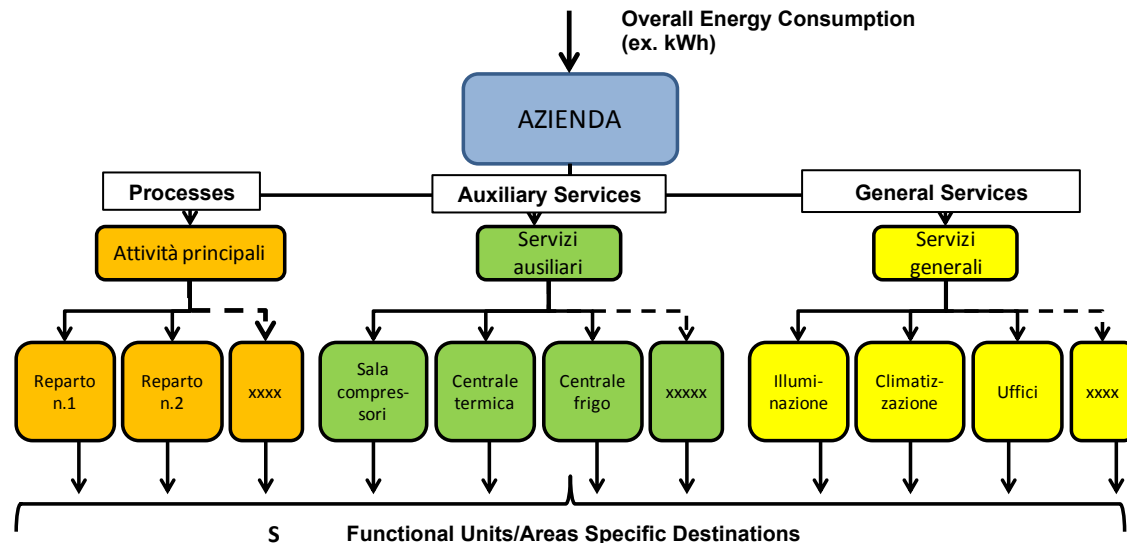 Overall Energy Consumption
(ex. kWh)
AZIENDA
Processes
Auxiliary Services
General Services
Attività principali
Servizi
ausiliari
Servizi
generali
Reparto
n.1
Reparto
n.2
xxxx
Sala
compres-
sori
Centrale
termica
Centrale
frigo
xxxxx
Illumi-
nazione
Climatiz-
zazione
Uffici
xxxx
S Functional Units/Areas Specific Destinations